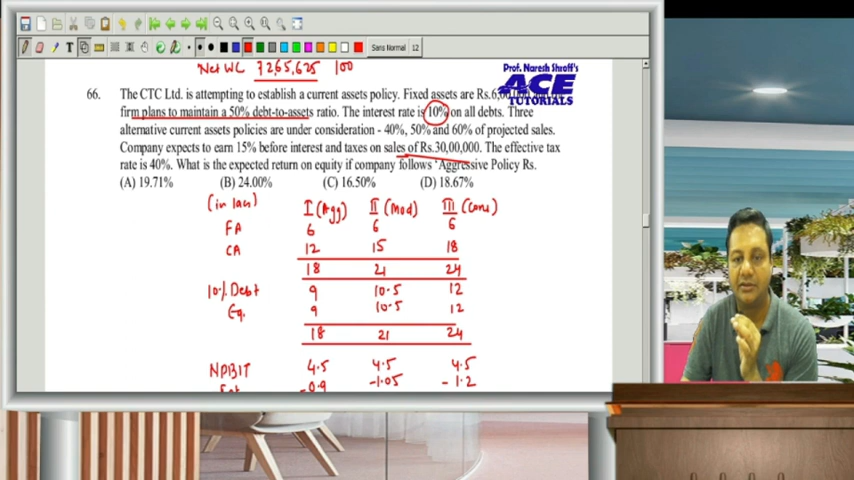 Sans Normal 12
Net WC 7265,625 100
Prof. Naresh Shroff's
ACE
TUTORIALS
66. The CTC Ltd. is attempting to establish a current assets policy. Fixed assets are Rs.6,
firm plans to maintain a 50% debt-to-assets ratio. The interest rate is 10% on all debts. Three
alternative current assets policies are under consideration - 40%, 50% and 60% of projected sales.
Company expects to earn 15% before interest and taxes on sales of Rs.30,00,000. The effective tax
rate is 40%. What is the expected return on equity if company follows 'Aggressive Policy Rs.
(A) 19.71% (B) 24.00% (C) 16.50% (D) 18.67%
(in lacs) I (Agg) II (Mod) III (Cons)
FA 6 6 6
CA 12 15 18
18 21 24
10% Debt 9 10.5 12
Eq. 9 10.5 12
18 21 24
NPBIT 4.5 4.5 4.5
-0.9 -1.05 -1.2